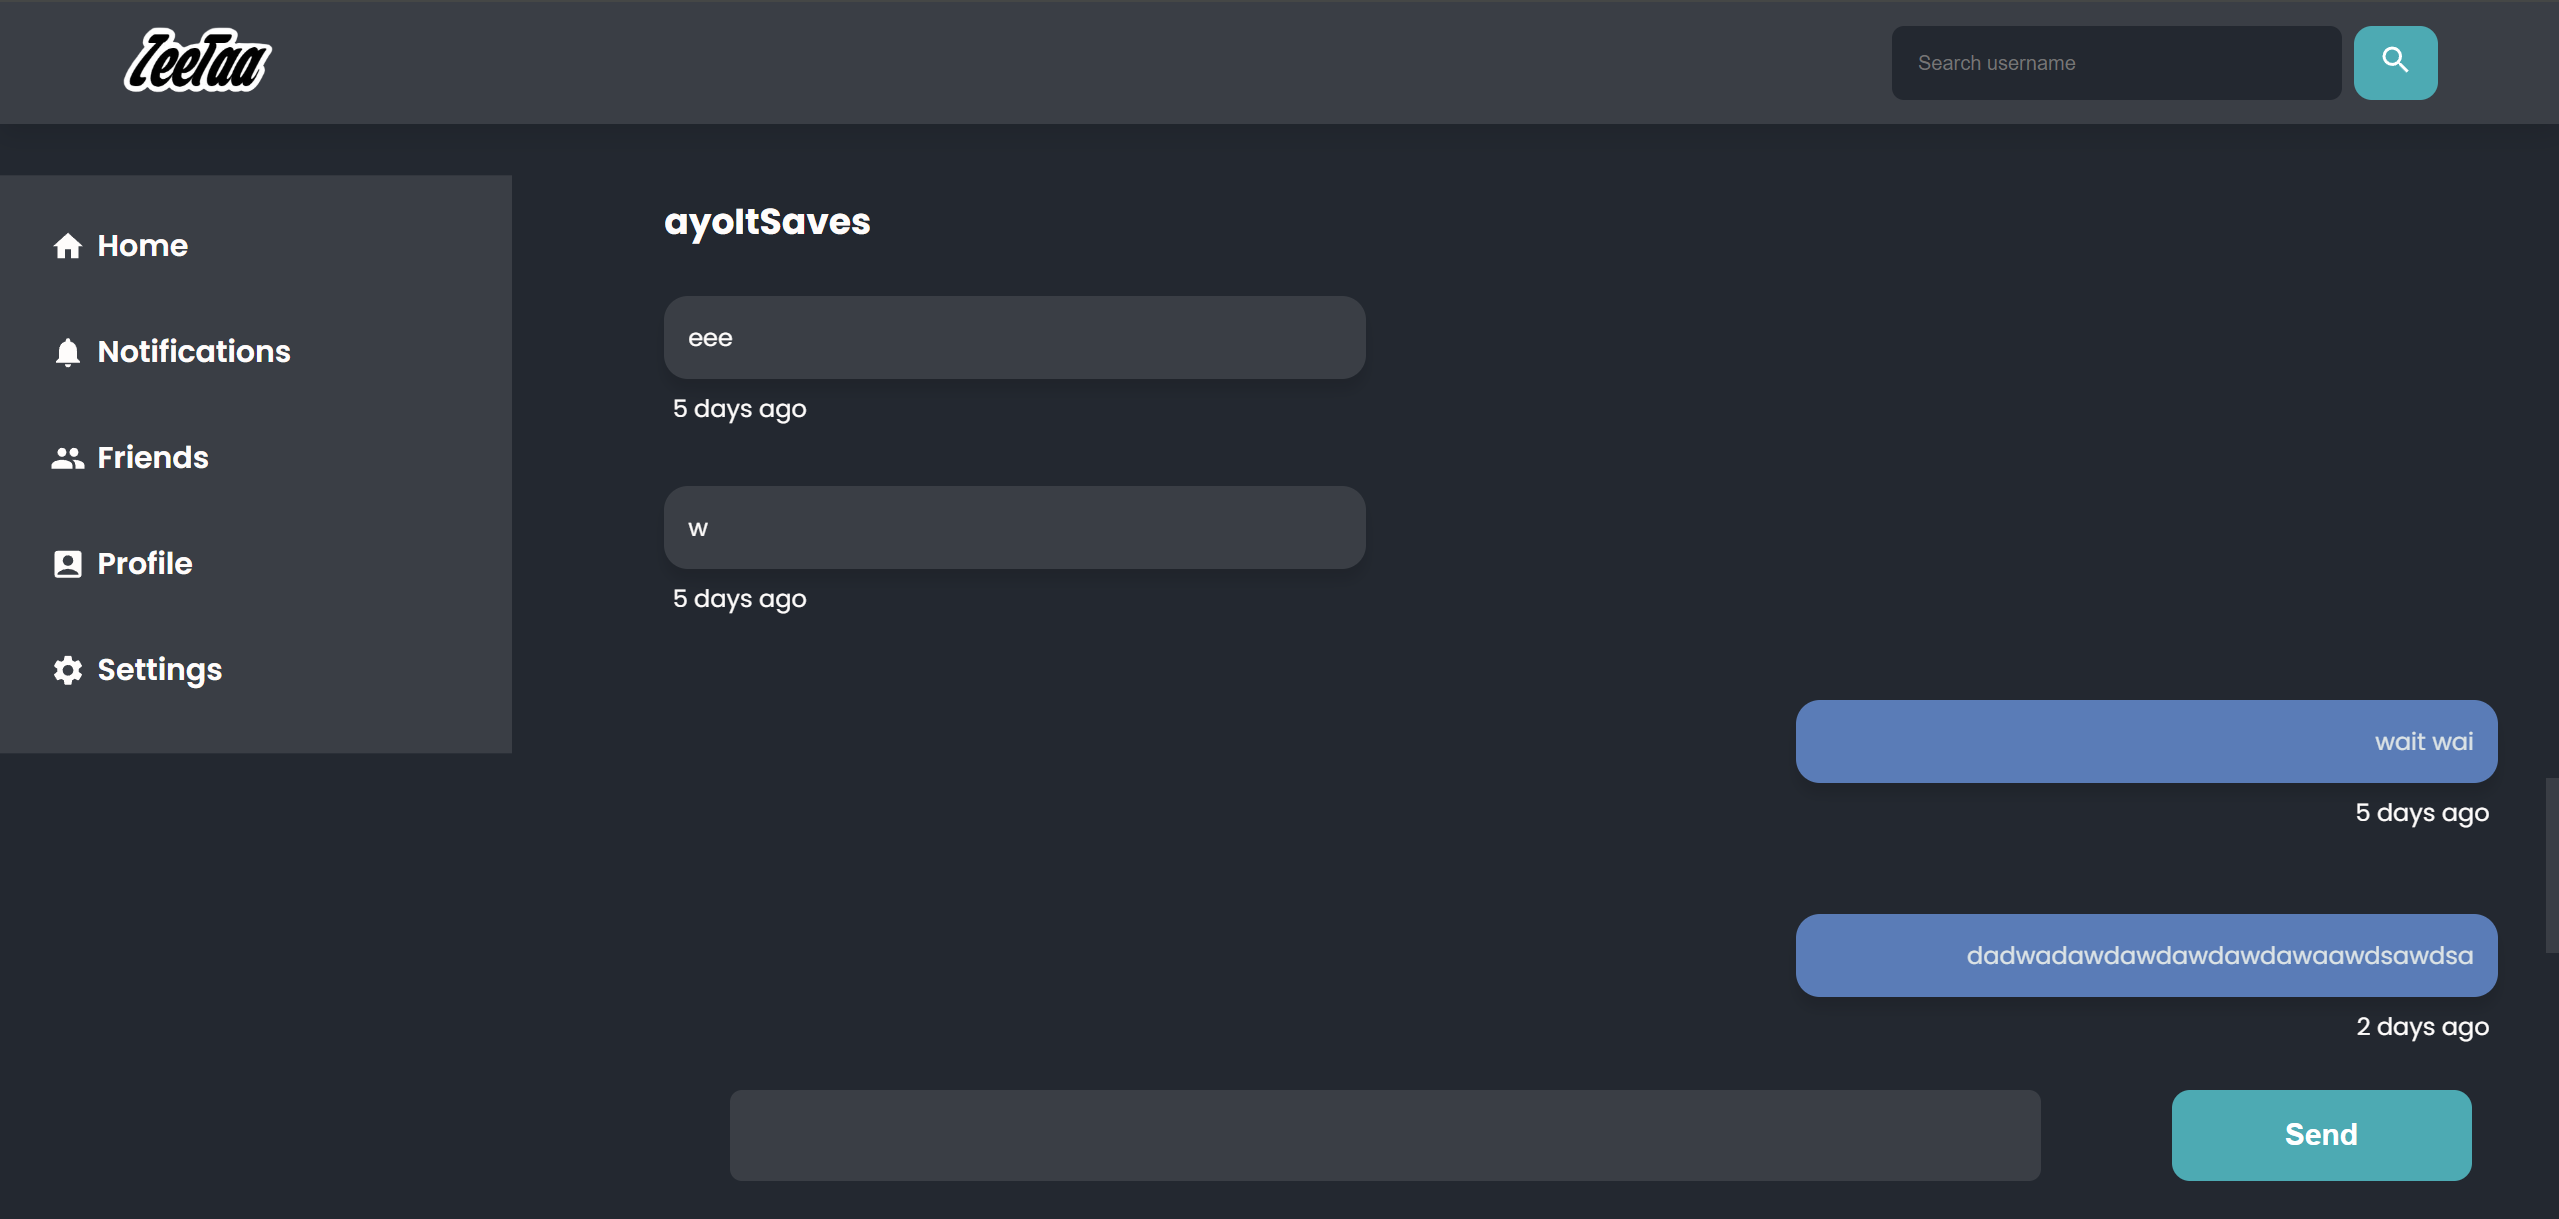 ZeeTaa
Search username
Home
Notifications
Friends
Profile
Settings
ayoItSaves
eee
5 days ago
w
5 days ago
wait wai
5 days ago
dadwadawdawdawdawdawaawdsawdsa
2 days ago
Send